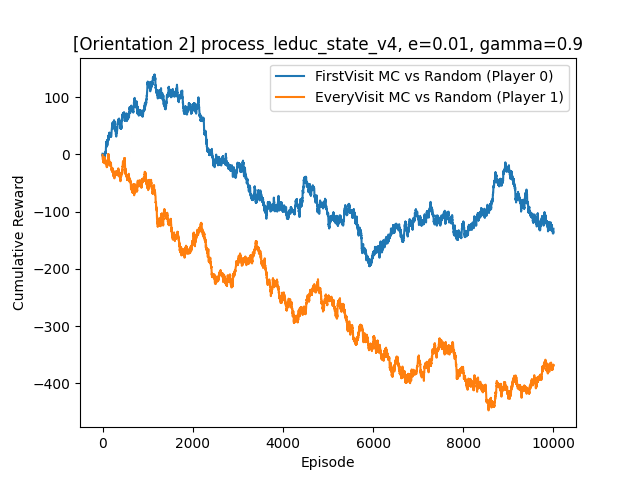 [Orientation 2] process_leduc_state_v4, e=0.01, gamma=0.9
FirstVisit MC vs Random (Player 0)
EveryVisit MC vs Random (Player 1)
Cumulative Reward
100
0
−100
−200
−300
−400
0
2000
4000
6000
8000
10000
Episode